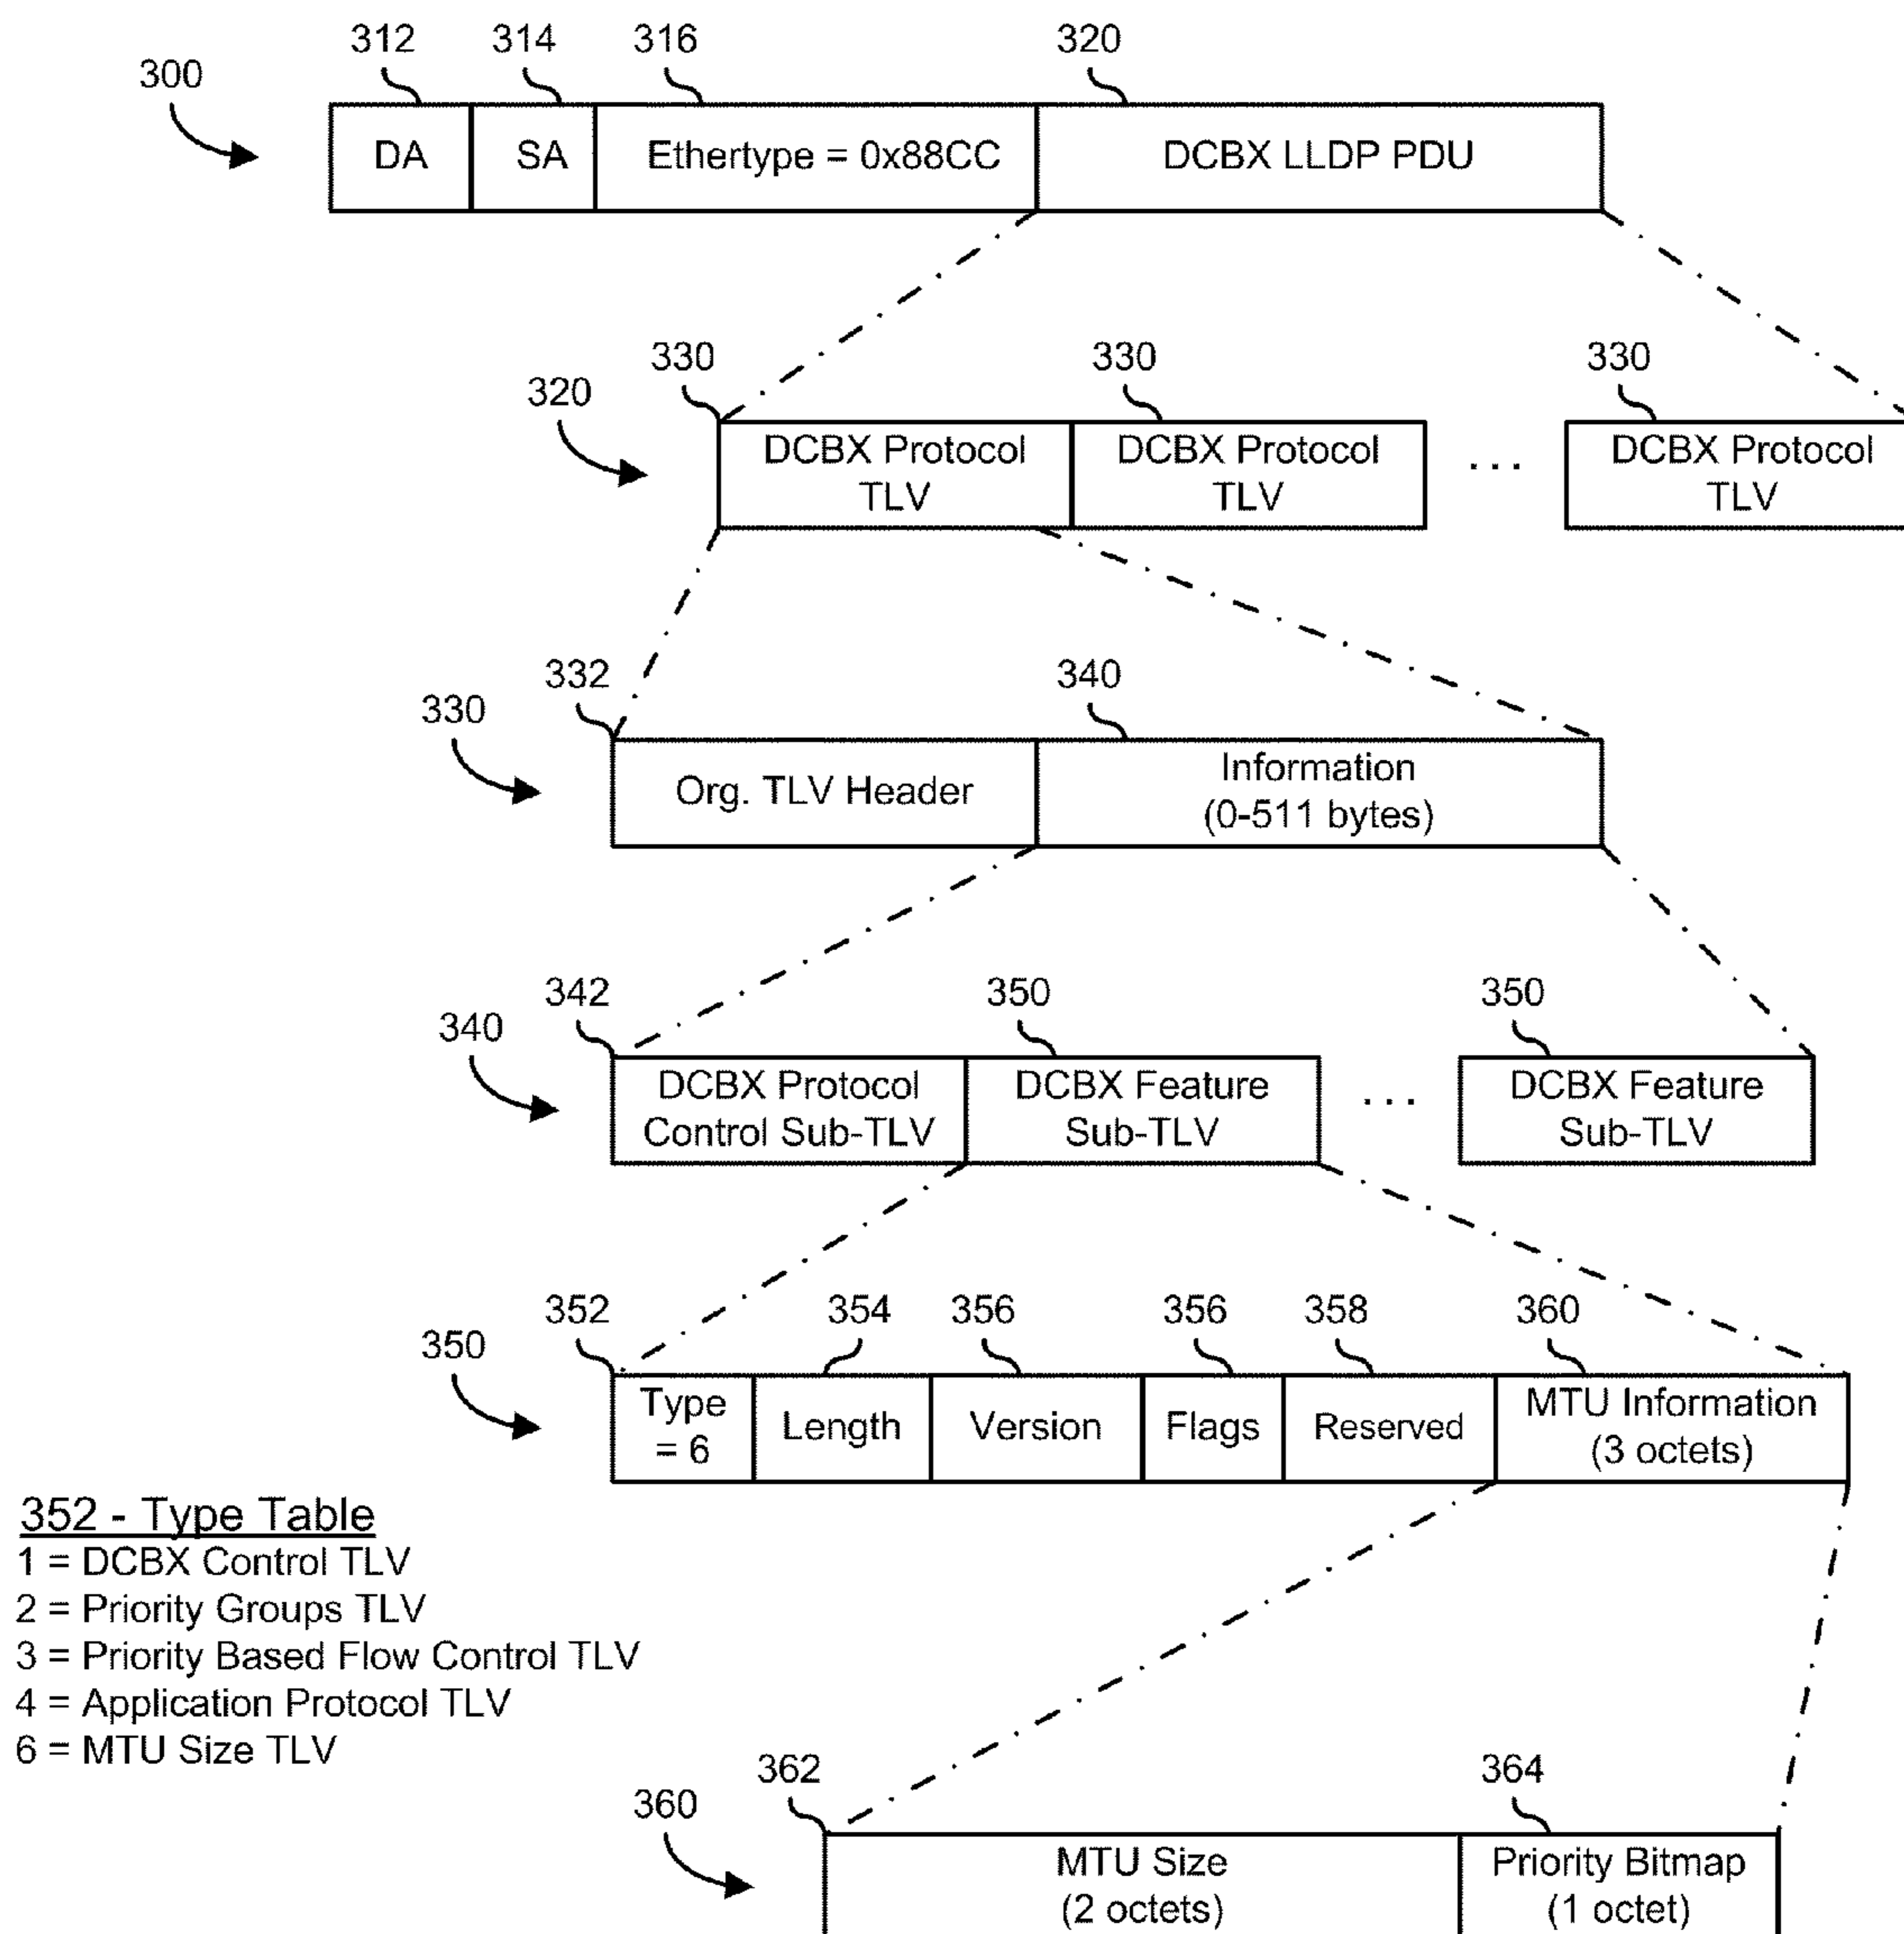 312 314 316 320
300
DA SA Ethertype = 0x88CC DCBX LLDP PDU
330 330 330
320
DCBX Protocol DCBX Protocol ... DCBX Protocol
TLV TLV TLV
332 340
330
Org. TLV Header Information
(0-511 bytes)
342 350 350
340
DCBX Protocol DCBX Feature ... DCBX Feature
Control Sub-TLV Sub-TLV Sub-TLV
352 354 356 356 358 360
350
Type Length Version Flags Reserved MTU Information
= 6 (3 octets)
352 - Type Table
1 = DCBX Control TLV
2 = Priority Groups TLV
3 = Priority Based Flow Control TLV
4 = Application Protocol TLV
6 = MTU Size TLV
362 364
360
MTU Size Priority Bitmap
(2 octets) (1 octet)